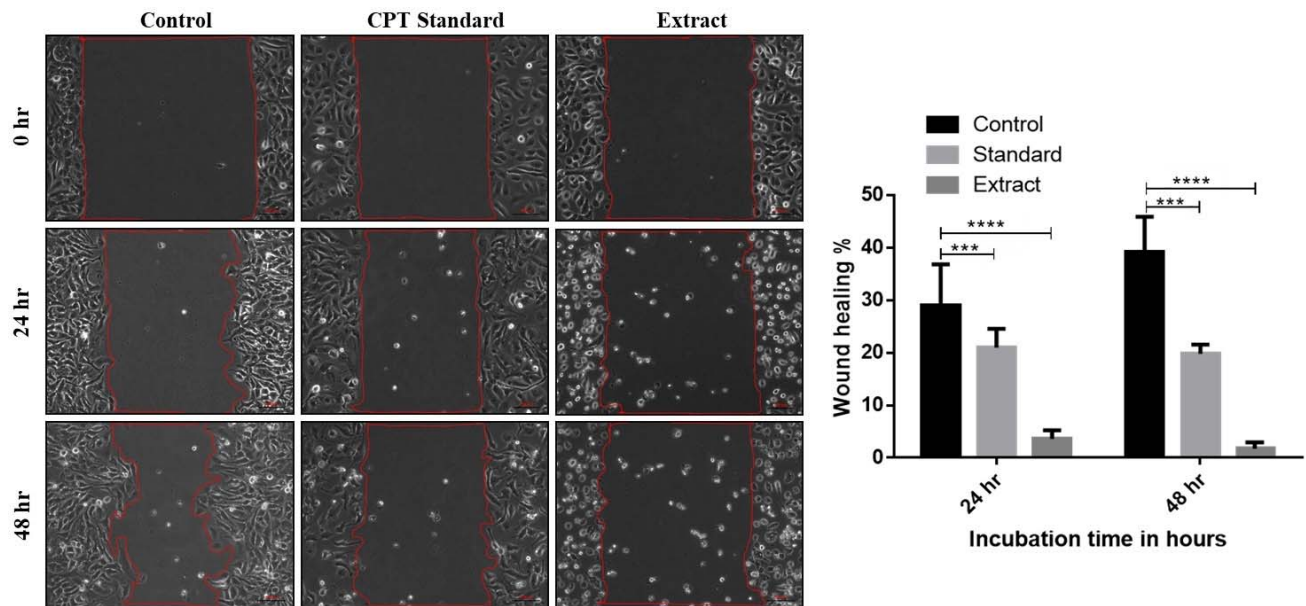 Control CPT Standard Extract
0 hr
24 hr
48 hr
Control
Standard
Extract
50
40
30
20
10
0
Wound healing %
****
***
****
***
24 hr
48 hr
Incubation time in hours